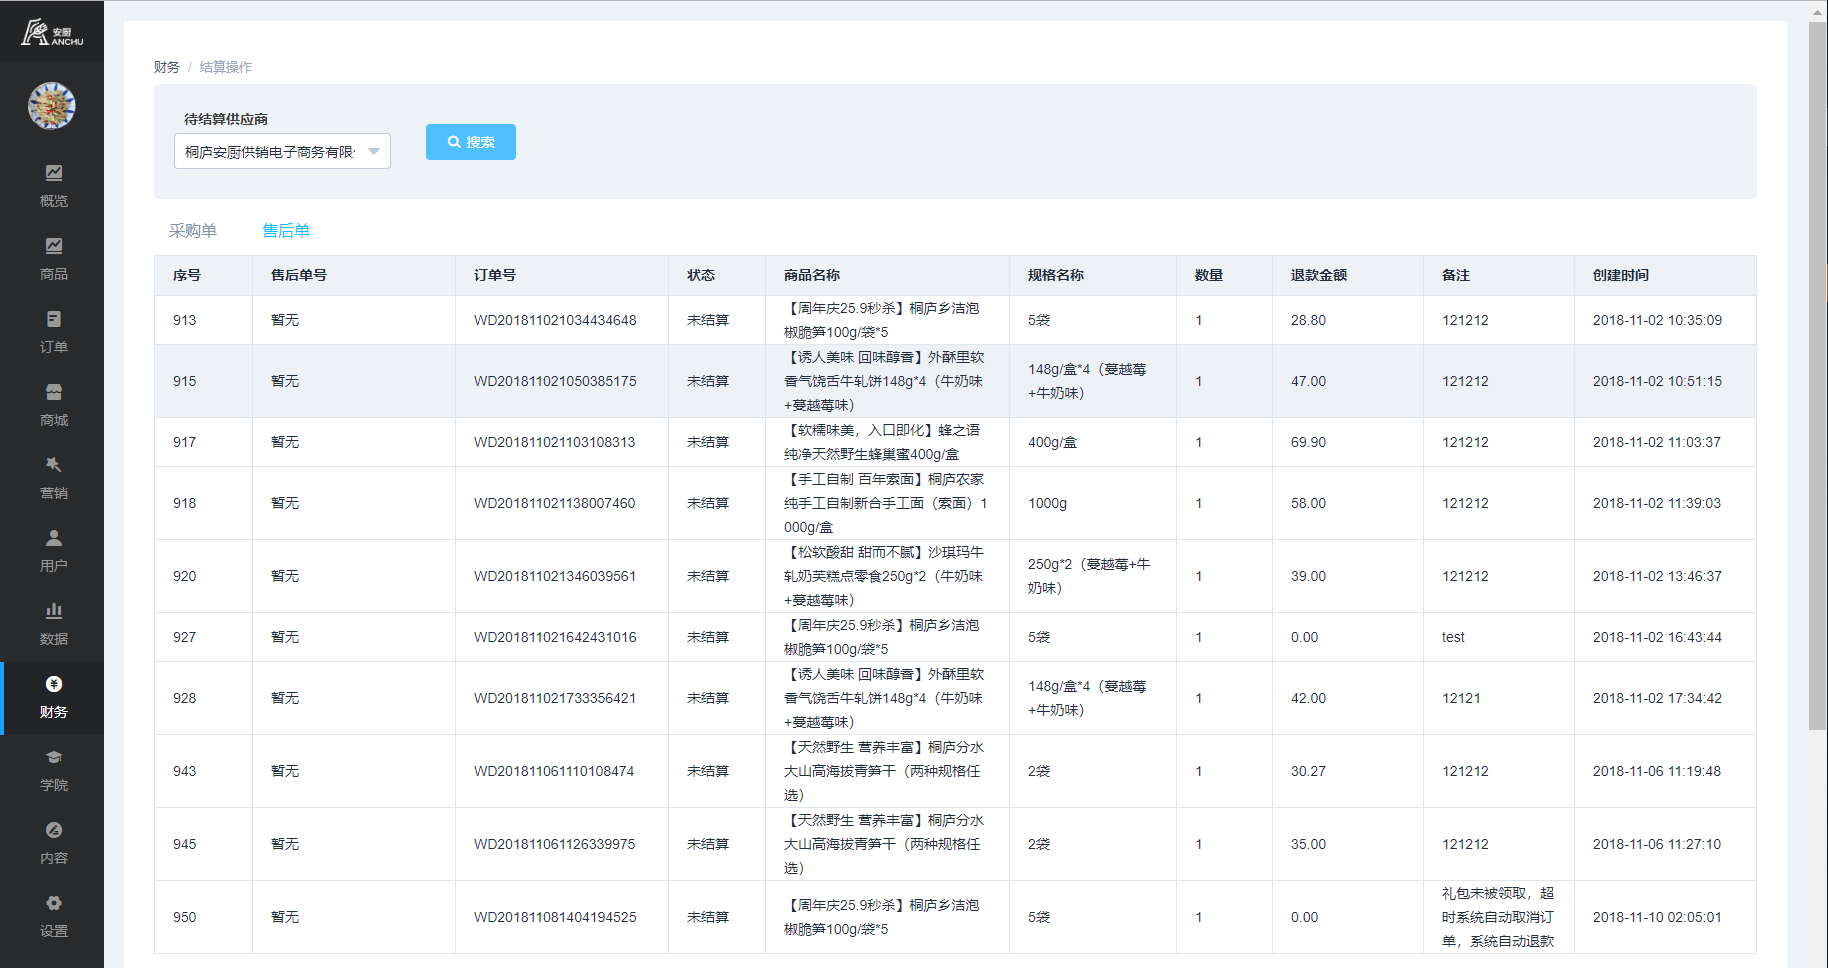 安厨
ANCHU
概览
商品
订单
商城
营销
用户
数据
财务
学院
内容
设置
财务 / 结算操作
待结算供应商
桐庐安厨供销电子商务有限
搜索
采购单 售后单
序号 售后单号 订单号 状态 商品名称 规格名称 数量 退款金额 备注 创建时间
913 暂无 WD201811021034434648 未结算 【周年庆25.9秒杀】桐庐乡洁泡
椒脆笋100g/袋*5 5袋 1 28.80 121212 2018-11-02 10:35:09
915 暂无 WD201811021050385175 未结算 【诱人美味 回味醇香】外酥里软
香气饶舌牛轧饼148g*4（牛奶味
+蔓越莓味） 148g/盒*4（蔓越莓
+牛奶味） 1 47.00 121212 2018-11-02 10:51:15
917 暂无 WD201811021103108313 未结算 【软糯味美，入口即化】蜂之语
纯净天然野生蜂巢蜜400g/盒 400g/盒 1 69.90 121212 2018-11-02 11:03:37
918 暂无 WD201811021138007460 未结算 【手工自制 百年索面】桐庐农家
纯手工自制新合手工面（索面）1
000g/盒 1000g 1 58.00 121212 2018-11-02 11:39:03
920 暂无 WD201811021346039561 未结算 【松软酸甜 甜而不腻】沙琪玛牛
轧奶芙糕点零食250g*2（牛奶味
+蔓越莓味） 250g*2（蔓越莓+牛
奶味） 1 39.00 121212 2018-11-02 13:46:37
927 暂无 WD201811021642431016 未结算 【周年庆25.9秒杀】桐庐乡洁泡
椒脆笋100g/袋*5 5袋 1 0.00 test 2018-11-02 16:43:44
928 暂无 WD201811021733356421 未结算 【诱人美味 回味醇香】外酥里软
香气饶舌牛轧饼148g*4（牛奶味
+蔓越莓味） 148g/盒*4（蔓越莓
+牛奶味） 1 42.00 12121 2018-11-02 17:34:42
943 暂无 WD201811061110108474 未结算 【天然野生 营养丰富】桐庐分水
大山高海拔青笋干（两种规格任
选） 2袋 1 30.27 121212 2018-11-06 11:19:48
945 暂无 WD201811061126339975 未结算 【天然野生 营养丰富】桐庐分水
大山高海拔青笋干（两种规格任
选） 2袋 1 35.00 121212 2018-11-06 11:27:10
950 暂无 WD201811081404194525 未结算 【周年庆25.9秒杀】桐庐乡洁泡
椒脆笋100g/袋*5 5袋 1 0.00 礼包未被领取，超
时系统自动取消订
单，系统自动退款 2018-11-10 02:05:01